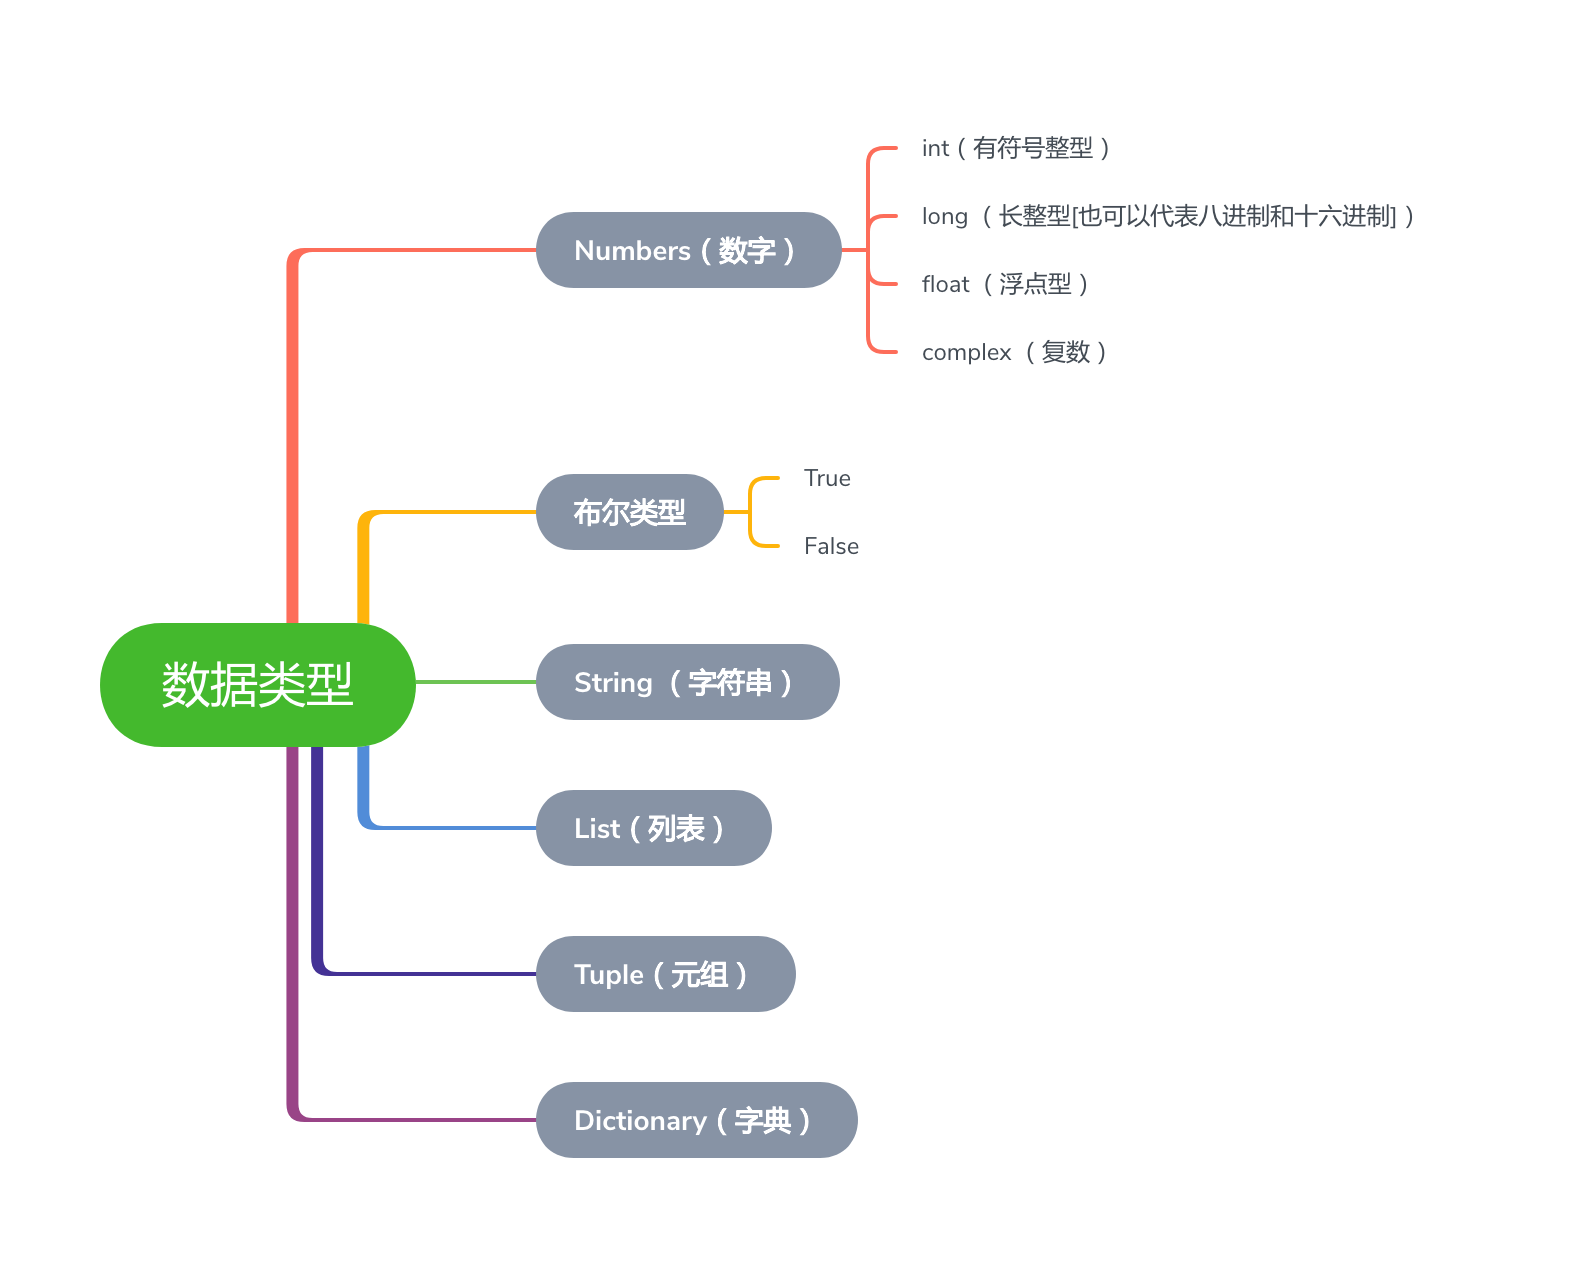 数据类型
Numbers（数字）
int（有符号整型）
long （长整型[也可以代表八进制和十六进制]）
float （浮点型）
complex （复数）
布尔类型
True
False
String （字符串）
List（列表）
Tuple（元组）
Dictionary（字典）